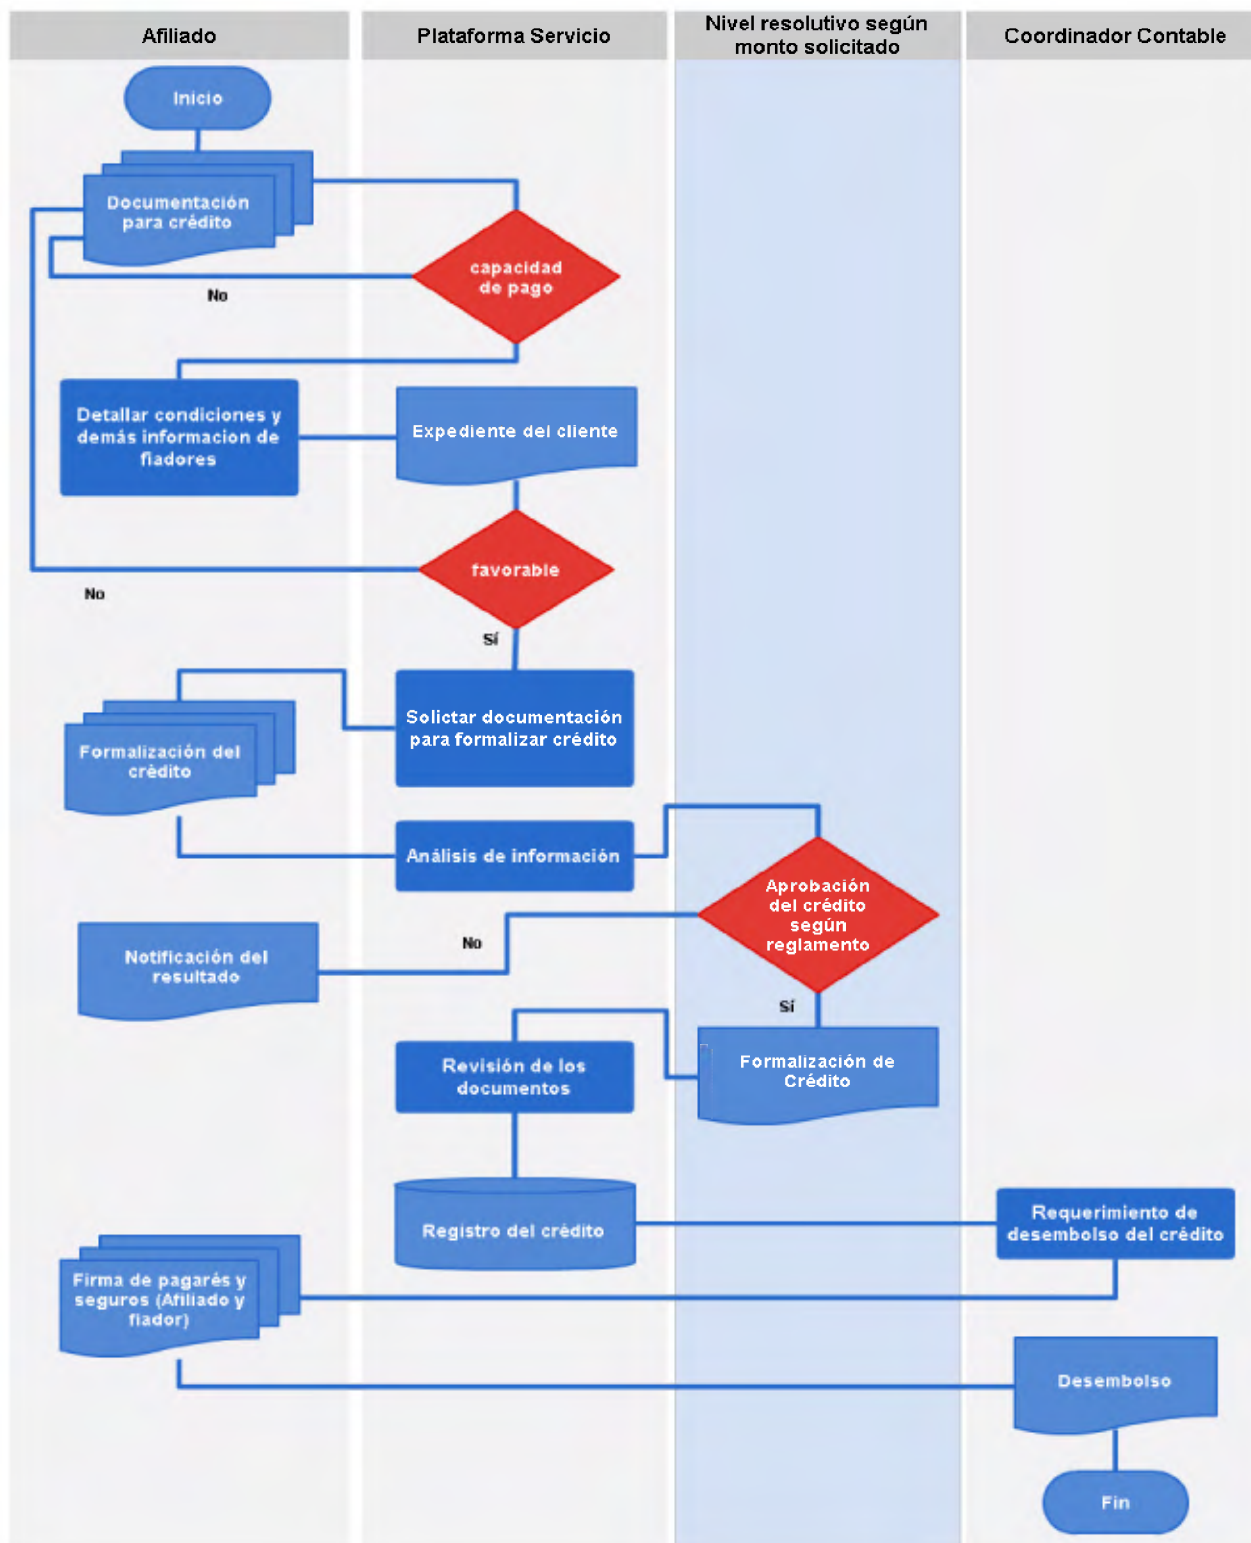 Afiliado
Plataforma Servicio
Nivel resolutivo según
monto solicitado
Coordinador Contable
Inicio
Documentación
para crédito
capacidad
de pago
No
Detallar condiciones y
demás informacion de
fiadores
Expediente del cliente
favorable
No
Sí
Solictar documentación
para formalizar crédito
Formalización del
crédito
Análisis de información
Aprobación
del crédito
según
reglamento
No
Notificación del
resultado
Sí
Formalización de
Crédito
Revisión de los
documentos
Registro del crédito
Requerimiento de
desembolso del crédito
Firma de pagarés y
seguros (Afiliado y
fiador)
Desembolso
Fin